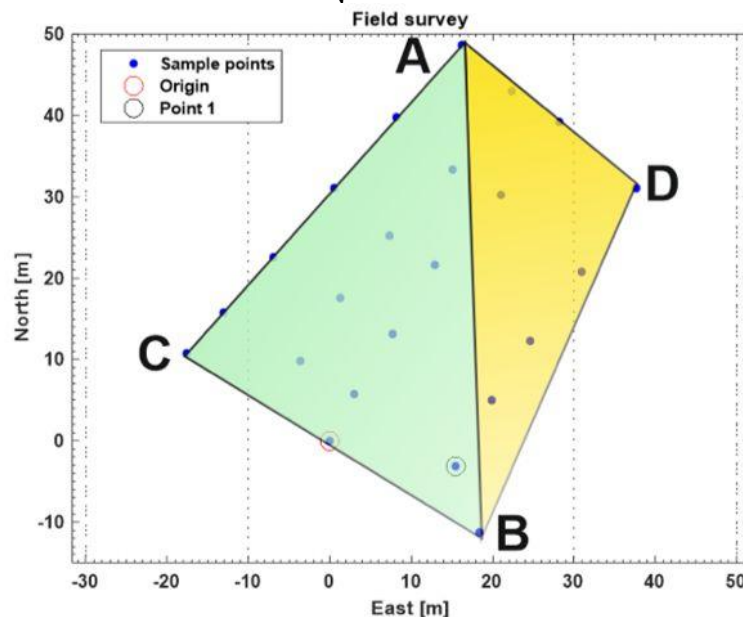 Field survey
Sample points
Origin
Point 1
A
D
C
B
50
40
30
20
10
0
-10
North [m]
-30 -20 -10 0 10 20 30 40 50
East [m]